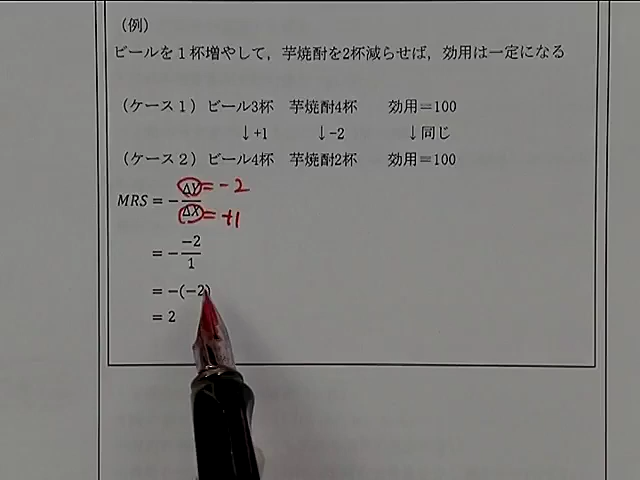 （例）
ビールを１杯増やして，芋焼酎を2杯減らせば，効用は一定になる
（ケース１）ビール3杯 芋焼酎4杯 効用＝100
↓+1 ↓-2 ↓同じ
（ケース２）ビール4杯 芋焼酎2杯 効用＝100
MRS = -ΔY/ΔX
ΔY = -2
ΔX = +1
= - -2/1
= -(-2)
= 2